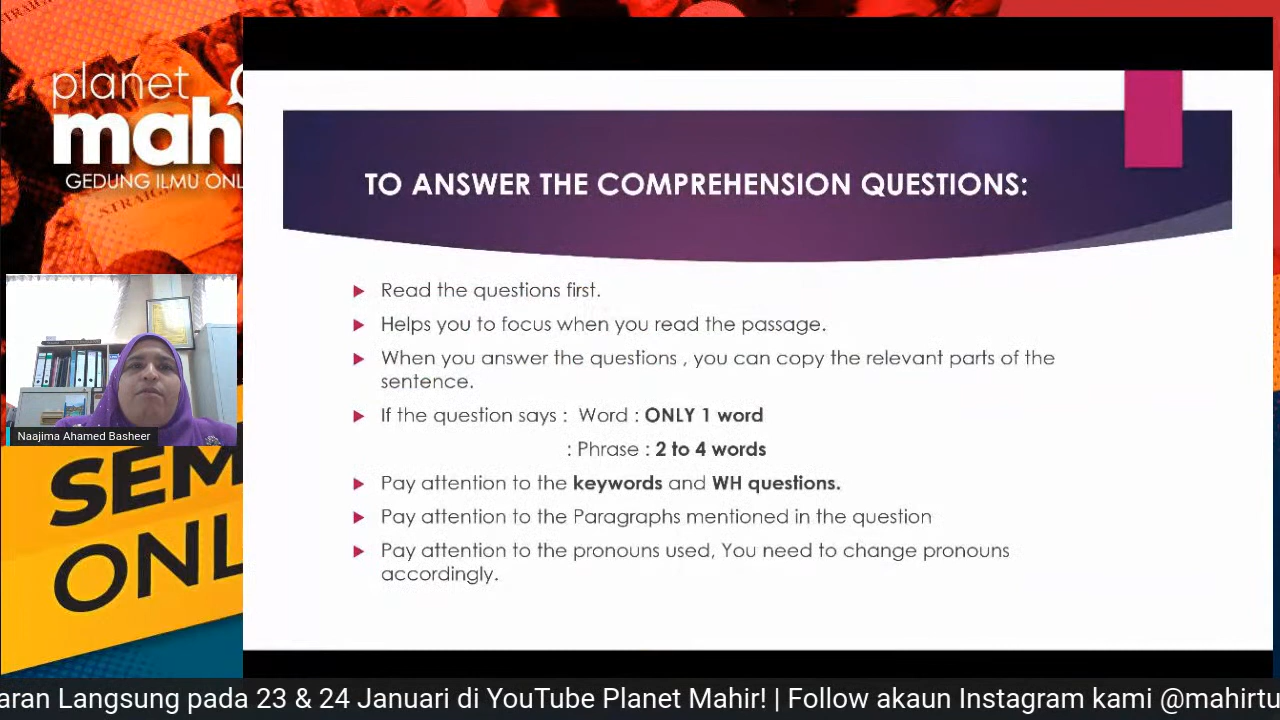 planet
mah
GEDUNG ILMU ONL
TO ANSWER THE COMPREHENSION QUESTIONS:
Read the questions first.
Helps you to focus when you read the passage.
When you answer the questions , you can copy the relevant parts of the
sentence.
If the question says : Word : ONLY 1 word
: Phrase : 2 to 4 words
Pay attention to the keywords and WH questions.
Pay attention to the Paragraphs mentioned in the question
Pay attention to the pronouns used, You need to change pronouns
accordingly.
Naajima Ahamed Basheer
SEM
ONL
aran Langsung pada 23 & 24 Januari di YouTube Planet Mahir! | Follow akaun Instagram kami @mahirtu